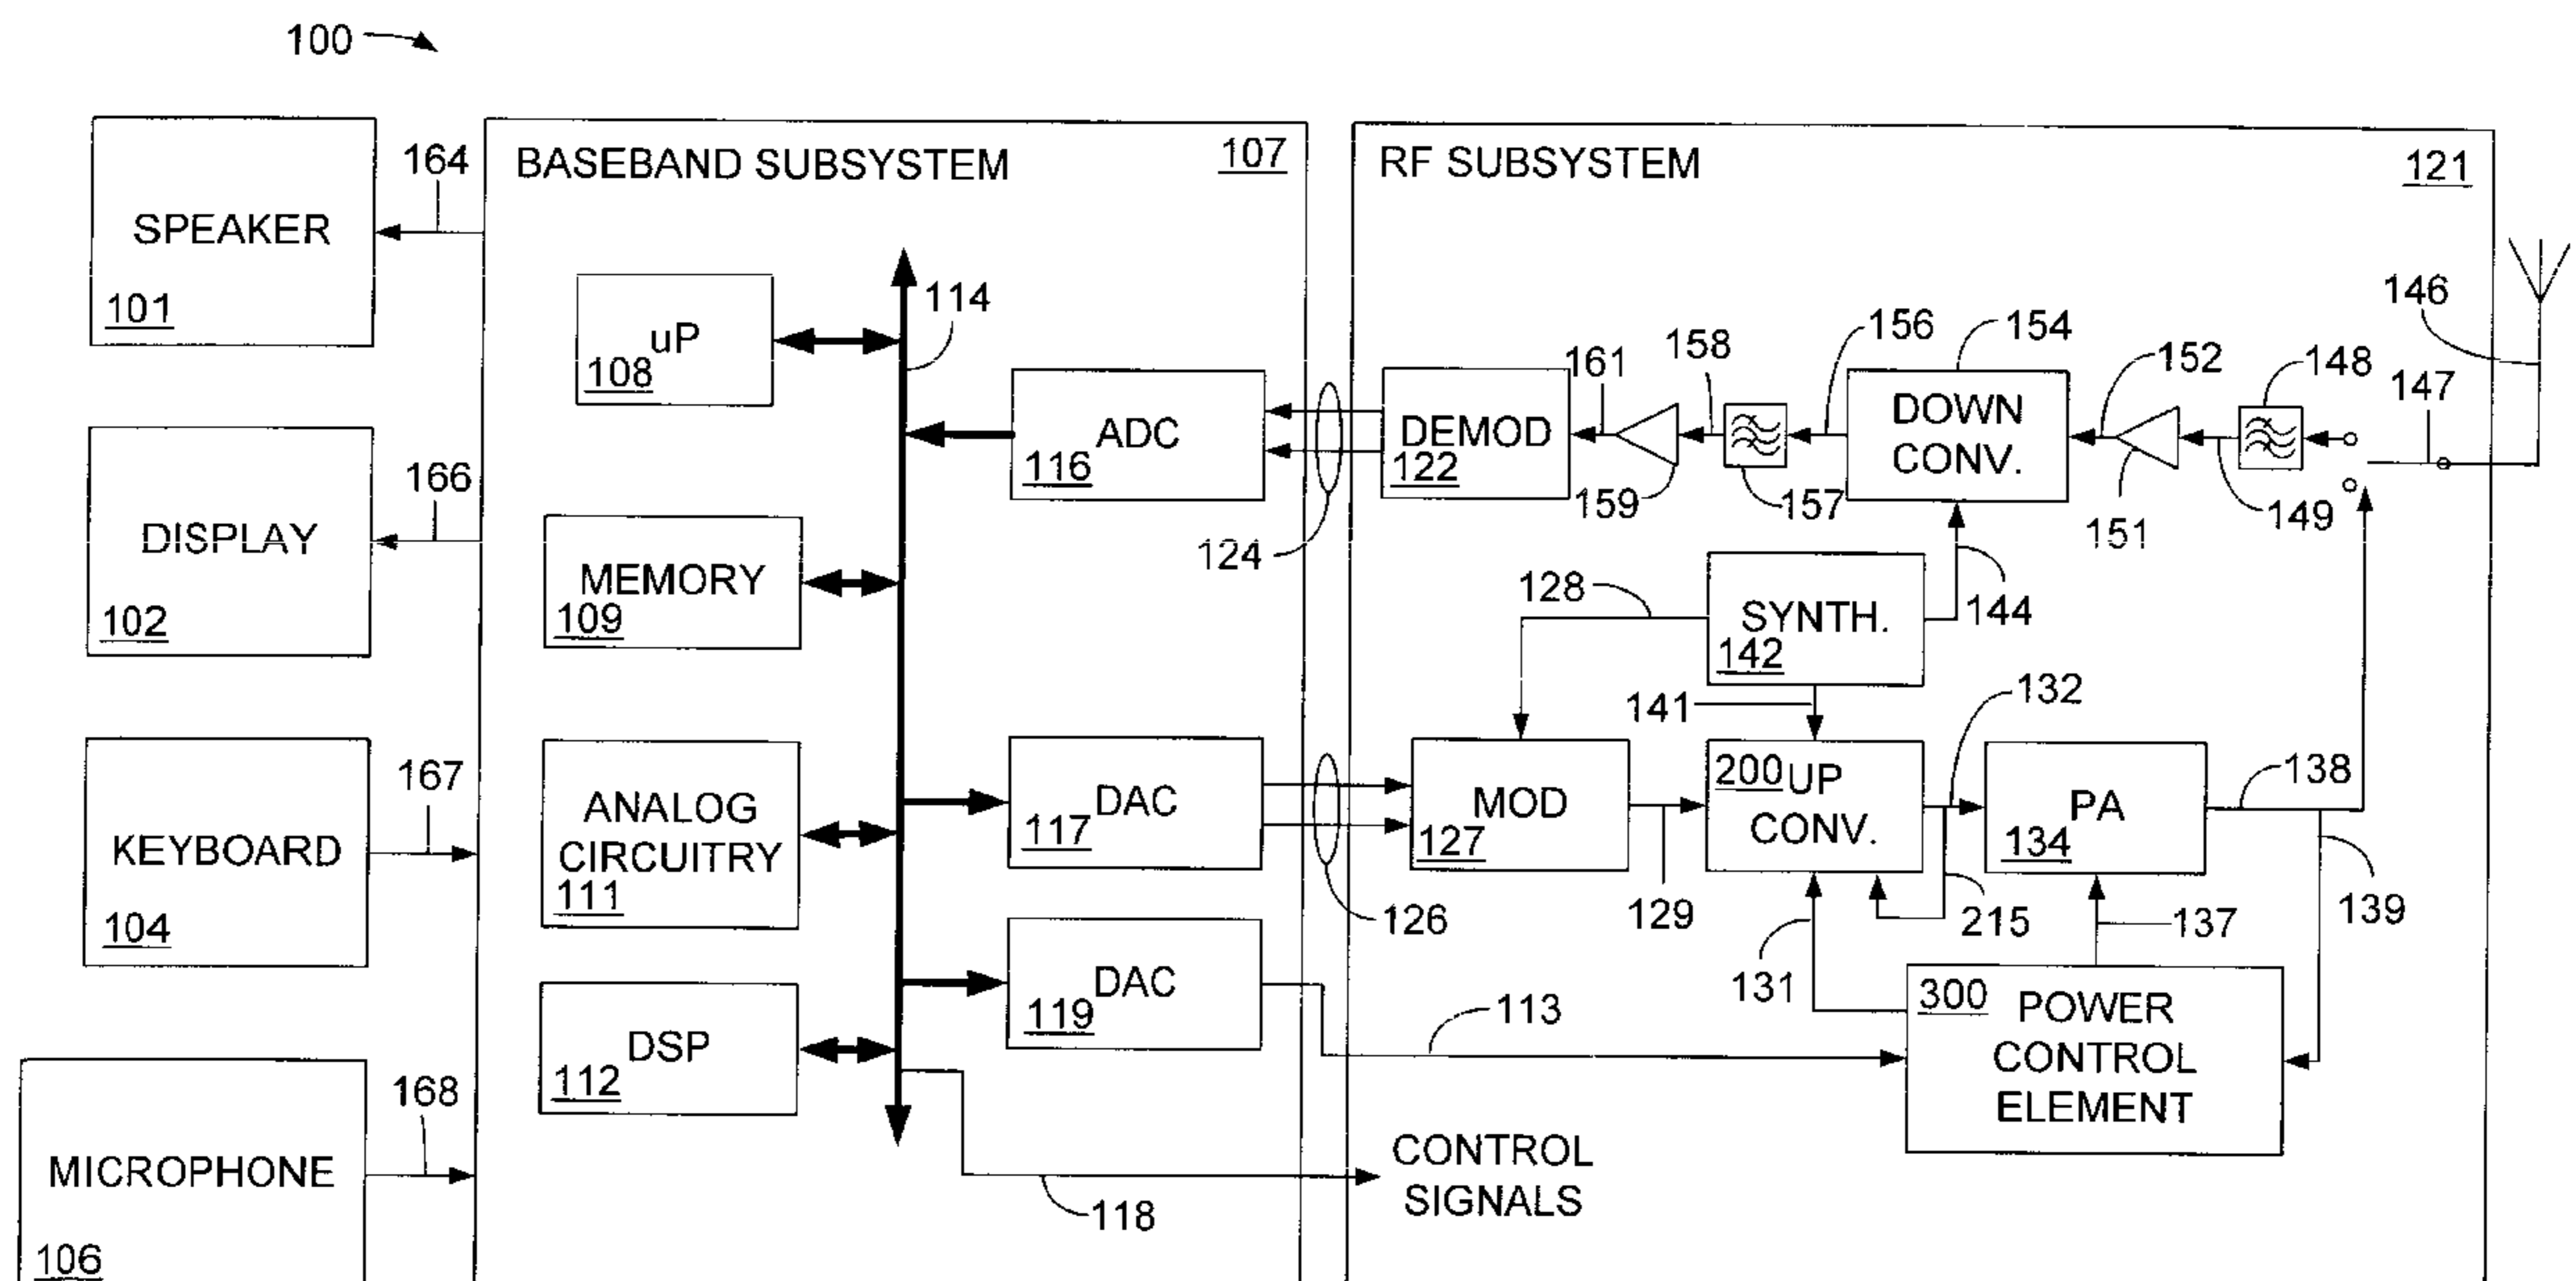 100
SPEAKER
101
164
DISPLAY
102
166
KEYBOARD
104
167
MICROPHONE
106
168
BASEBAND SUBSYSTEM
107
uP
108
114
MEMORY
109
ANALOG
CIRCUITRY
111
DSP
112
ADC
116
DAC
117
DAC
119
118
124
126
113
CONTROL
SIGNALS
RF SUBSYSTEM
121
DEMOD
122
161
159
158
157
156
154
DOWN
CONV.
152
151
149
148
147
146
128
SYNTH.
142
144
141
132
MOD
127
129
200
UP
CONV.
131
215
PA
134
137
138
139
300
POWER
CONTROL
ELEMENT